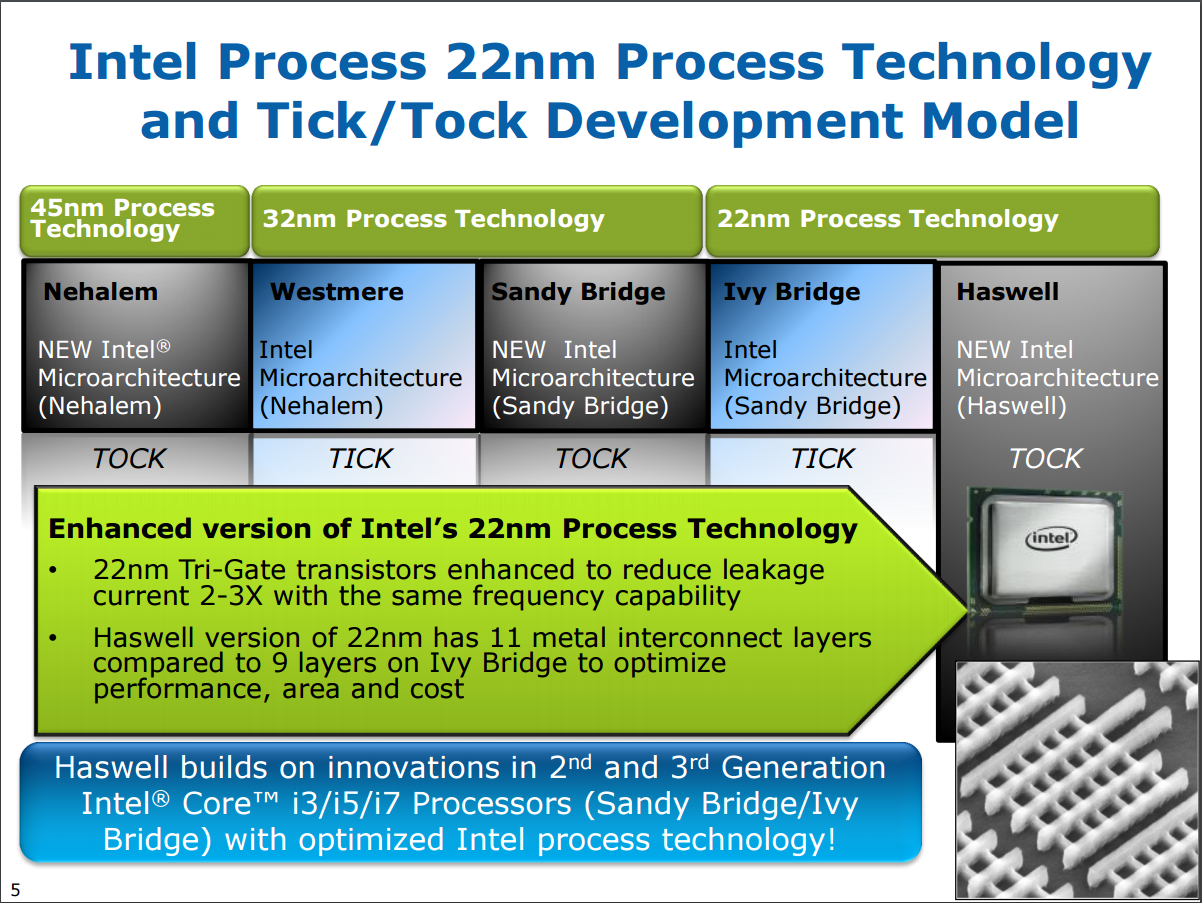 Intel Process 22nm Process Technology
and Tick/Tock Development Model
45nm Process
Technology
32nm Process Technology
22nm Process Technology
Nehalem
NEW Intel®
Microarchitecture
(Nehalem)
TOCK
Westmere
Intel
Microarchitecture
(Nehalem)
TICK
Sandy Bridge
NEW Intel
Microarchitecture
(Sandy Bridge)
TOCK
Ivy Bridge
Intel
Microarchitecture
(Sandy Bridge)
TICK
Haswell
NEW Intel
Microarchitecture
(Haswell)
TOCK
intel
Enhanced version of Intel’s 22nm Process Technology
• 22nm Tri-Gate transistors enhanced to reduce leakage
current 2-3X with the same frequency capability
• Haswell version of 22nm has 11 metal interconnect layers
compared to 9 layers on Ivy Bridge to optimize
performance, area and cost
Haswell builds on innovations in 2nd and 3rd Generation
Intel® Core™ i3/i5/i7 Processors (Sandy Bridge/Ivy
Bridge) with optimized Intel process technology!
5